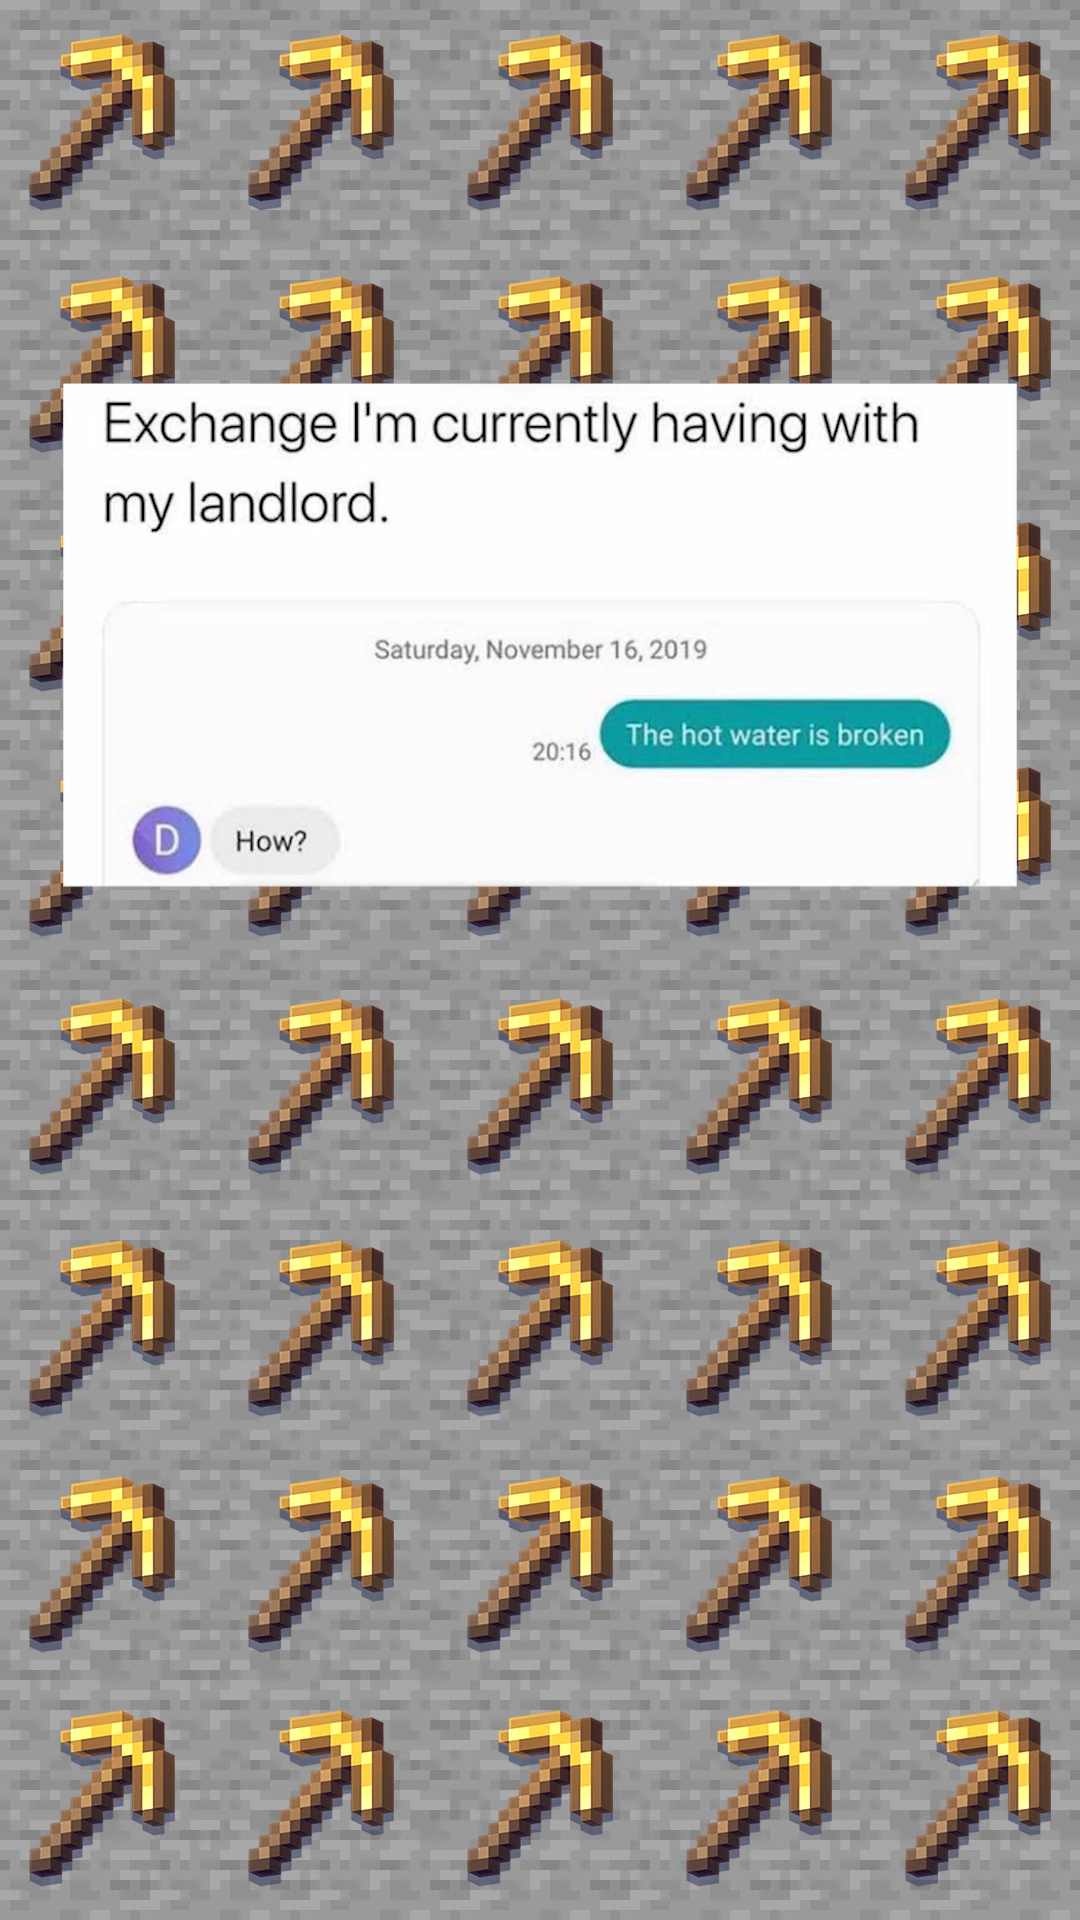 Exchange I'm currently having with
my landlord.
Saturday, November 16, 2019
20:16 The hot water is broken
D How?